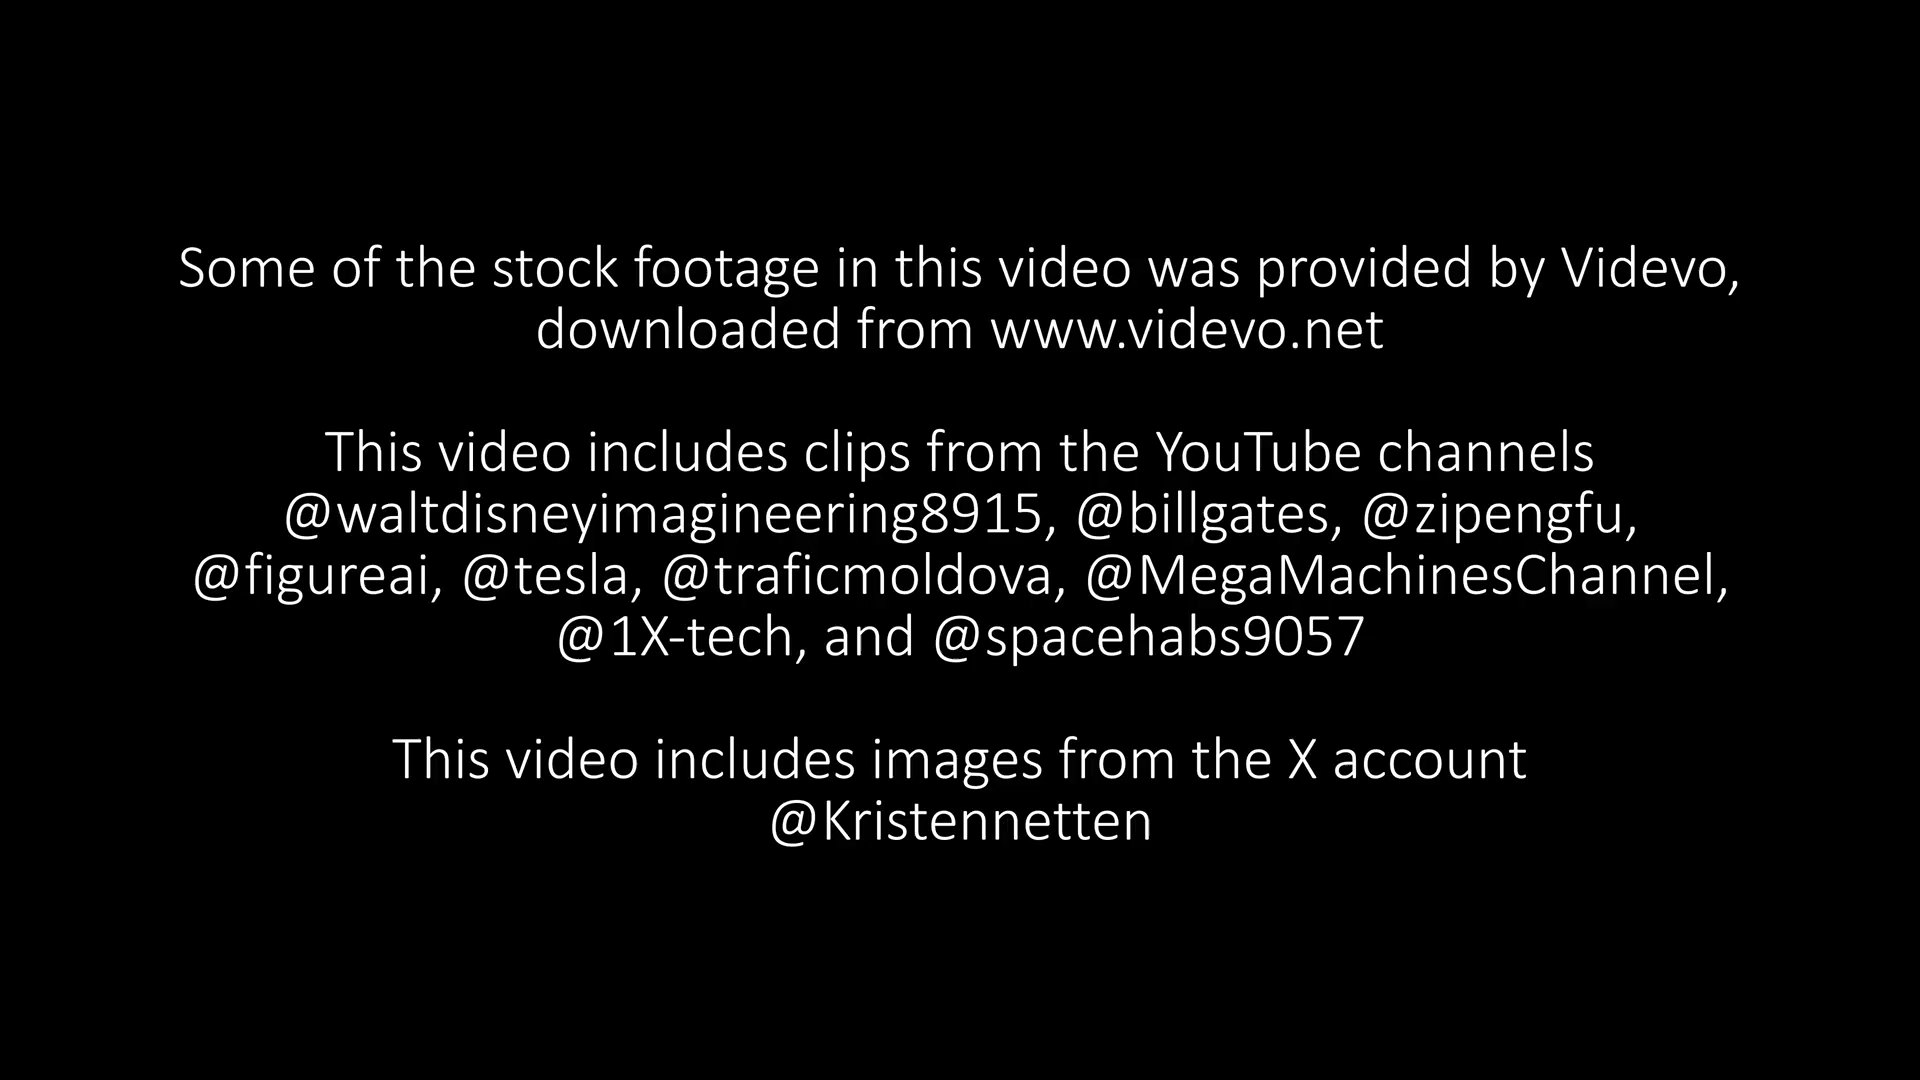 Some of the stock footage in this video was provided by Videvo,
downloaded from www.videvo.net
This video includes clips from the YouTube channels
@waltdisneyimagineering8915, @billgates, @zipengfu,
@figureai, @tesla, @traficmoldova, @MegaMachinesChannel,
@1X-tech, and @spacehabs9057
This video includes images from the X account
@Kristennetten